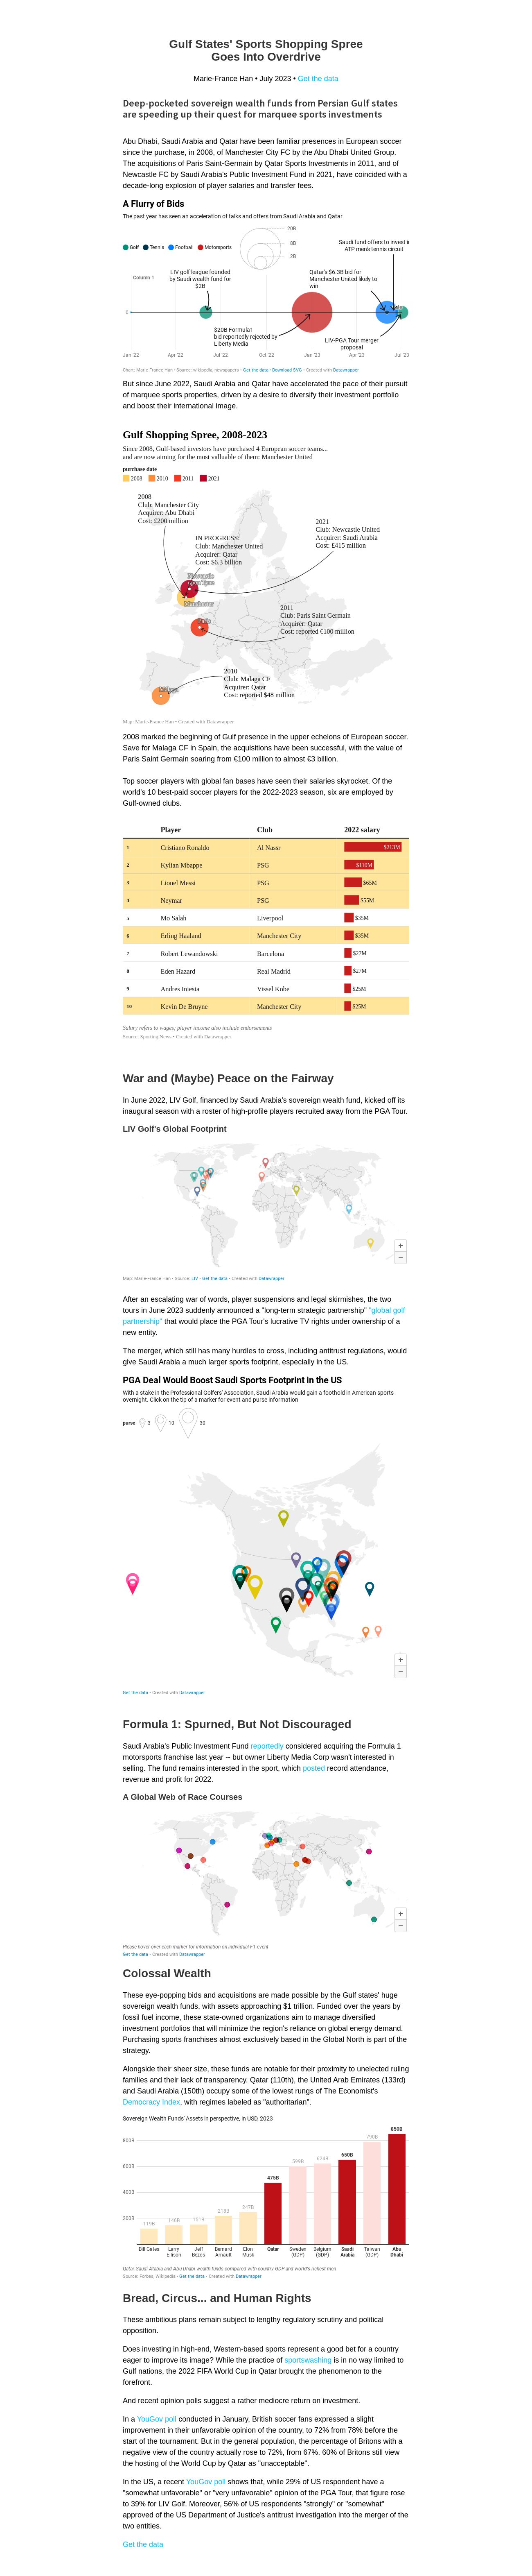 Gulf States' Sports Shopping Spree
Goes Into Overdrive
Marie-France Han • July 2023 • Get the data
Deep-pocketed sovereign wealth funds from Persian Gulf states
are speeding up their quest for marquee sports investments
Abu Dhabi, Saudi Arabia and Qatar have been familiar presences in European soccer
since the purchase, in 2008, of Manchester City FC by the Abu Dhabi United Group.
The acquisitions of Paris Saint-Germain by Qatar Sports Investments in 2011, and of
Newcastle FC by Saudi Arabia's Public Investment Fund in 2021, have coincided with a
decade-long explosion of player salaries and transfer fees.
A Flurry of Bids
The past year has seen an acceleration of talks and offers from Saudi Arabia and Qatar
20B
8B
2B
Golf Tennis Football Motorsports
Saudi fund offers to invest ir
ATP men's tennis circuit
Column 1
LIV golf league founded
by Saudi wealth fund for
$2B
Qatar's $6.3B bid for
Manchester United likely to
win
0
$20B Formula1
bid reportedly rejected by
Liberty Media
LIV-PGA Tour merger
proposal
Jan '22 Apr '22 Jul '22 Oct '22 Jan '23 Apr '23 Jul '23
Chart: Marie-France Han • Source: wikipedia, newspapers • Get the data • Download SVG • Created with Datawrapper
But since June 2022, Saudi Arabia and Qatar have accelerated the pace of their pursuit
of marquee sports properties, driven by a desire to diversify their investment portfolio
and boost their international image.
Gulf Shopping Spree, 2008-2023
Since 2008, Gulf-based investors have purchased 4 European soccer teams...
and are now aiming for the most valluable of them: Manchester United
purchase date
2008 2010 2011 2021
2008
Club: Manchester City
Acquirer: Abu Dhabi
Cost: £200 million
2021
Club: Newcastle United
Acquirer: Saudi Arabia
Cost: £415 million
IN PROGRESS:
Club: Manchester United
Acquirer: Qatar
Cost: $6.3 billion
Newcastle
upon Tyne
Manchester
2011
Club: Paris Saint Germain
Acquirer: Qatar
Cost: reported €100 million
Paris
2010
Club: Malaga CF
Acquirer: Qatar
Cost: reported $48 million
Map: Marie-France Han • Created with Datawrapper
2008 marked the beginning of Gulf presence in the upper echelons of European soccer.
Save for Malaga CF in Spain, the acquisitions have been successful, with the value of
Paris Saint Germain soaring from €100 million to almost €3 billion.
Top soccer players with global fan bases have seen their salaries skyrocket. Of the
world's 10 best-paid soccer players for the 2022-2023 season, six are employed by
Gulf-owned clubs.
Player Club 2022 salary
1 Cristiano Ronaldo Al Nassr $213M
2 Kylian Mbappe PSG $110M
3 Lionel Messi PSG $65M
4 Neymar PSG $55M
5 Mo Salah Liverpool $35M
6 Erling Haaland Manchester City $35M
7 Robert Lewandowski Barcelona $27M
8 Eden Hazard Real Madrid $27M
9 Andres Iniesta Vissel Kobe $25M
10 Kevin De Bruyne Manchester City $25M
Salary refers to wages; player income also include endorsements
Source: Sporting News • Created with Datawrapper
War and (Maybe) Peace on the Fairway
In June 2022, LIV Golf, financed by Saudi Arabia's sovereign wealth fund, kicked off its
inaugural season with a roster of high-profile players recruited away from the PGA Tour.
LIV Golf's Global Footprint
+
−
Map: Marie-France Han • Source: LIV • Get the data • Created with Datawrapper
After an escalating war of words, player suspensions and legal skirmishes, the two
tours in June 2023 suddenly announced a "long-term strategic partnership" "global golf
partnership" that would place the PGA Tour's lucrative TV rights under ownership of a
new entity.
The merger, which still has many hurdles to cross, including antitrust regulations, would
give Saudi Arabia a much larger sports footprint, especially in the US.
PGA Deal Would Boost Saudi Sports Footprint in the US
With a stake in the Professional Golfers' Association, Saudi Arabia would gain a foothold in American sports
overnight. Click on the tip of a marker for event and purse information
purse 3 10 30
+
−
Get the data • Created with Datawrapper
Formula 1: Spurned, But Not Discouraged
Saudi Arabia's Public Investment Fund reportedly considered acquiring the Formula 1
motorsports franchise last year -- but owner Liberty Media Corp wasn't interested in
selling. The fund remains interested in the sport, which posted record attendance,
revenue and profit for 2022.
A Global Web of Race Courses
+
−
Please hover over each marker for information on individual F1 event
Get the data • Created with Datawrapper
Colossal Wealth
These eye-popping bids and acquisitions are made possible by the Gulf states' huge
sovereign wealth funds, with assets approaching $1 trillion. Funded over the years by
fossil fuel income, these state-owned organizations aim to manage diversified
investment portfolios that will minimize the region's reliance on global energy demand.
Purchasing sports franchises almost exclusively based in the Global North is part of the
strategy.
Alongside their sheer size, these funds are notable for their proximity to unelected ruling
families and their lack of transparency. Qatar (110th), the United Arab Emirates (133rd)
and Saudi Arabia (150th) occupy some of the lowest rungs of The Economist's
Democracy Index, with regimes labeled as "authoritarian".
Sovereign Wealth Funds' Assets in perspective, in USD, 2023
800B
600B
400B
200B
119B 146B 151B 218B 247B 475B 599B 624B 650B 790B 850B
Bill Gates Larry Ellison Jeff Bezos Bernard Arnault Elon Musk Qatar Sweden (GDP) Belgium (GDP) Saudi Arabia Taiwan (GDP) Abu Dhabi
Qatar, Saudi Atabia and Abu Dhabi wealth funds compared with country GDP and world's richest men
Source: Forbes, Wikipedia • Get the data • Created with Datawrapper
Bread, Circus... and Human Rights
These ambitious plans remain subject to lengthy regulatory scrutiny and political
opposition.
Does investing in high-end, Western-based sports represent a good bet for a country
eager to improve its image? While the practice of sportswashing is in no way limited to
Gulf nations, the 2022 FIFA World Cup in Qatar brought the phenomenon to the
forefront.
And recent opinion polls suggest a rather mediocre return on investment.
In a YouGov poll conducted in January, British soccer fans expressed a slight
improvement in their unfavorable opinion of the country, to 72% from 78% before the
start of the tournament. But in the general population, the percentage of Britons with a
negative view of the country actually rose to 72%, from 67%. 60% of Britons still view
the hosting of the World Cup by Qatar as "unacceptable".
In the US, a recent YouGov poll shows that, while 29% of US respondent have a
"somewhat unfavorable" or "very unfavorable" opinion of the PGA Tour, that figure rose
to 39% for LIV Golf. Moreover, 56% of US respondents "strongly" or "somewhat"
approved of the US Department of Justice's antitrust investigation into the merger of the
two entities.
Get the data